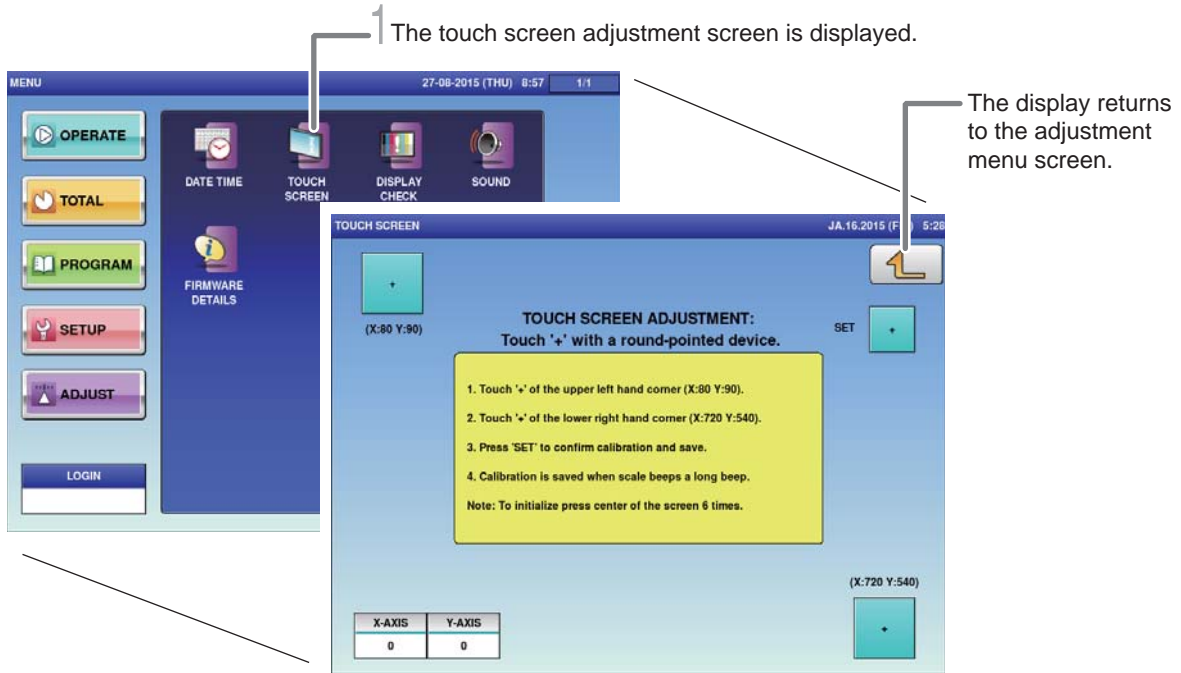 1 The touch screen adjustment screen is displayed.
MENU
27-08-2015 (THU) 8:57
1/1
OPERATE
TOTAL
PROGRAM
SETUP
ADJUST
LOGIN
DATE TIME
TOUCH
SCREEN
DISPLAY
CHECK
SOUND
FIRMWARE
DETAILS
The display returns
to the adjustment
menu screen.
TOUCH SCREEN
JA.16.2015 (F ) 5:28
+
(X:80 Y:90)
TOUCH SCREEN ADJUSTMENT:
Touch '+' with a round-pointed device.
SET +
1. Touch '+' of the upper left hand corner (X:80 Y:90).
2. Touch '+' of the lower right hand corner (X:720 Y:540).
3. Press 'SET' to confirm calibration and save.
4. Calibration is saved when scale beeps a long beep.
Note: To initialize press center of the screen 6 times.
(X:720 Y:540)
+
X-AXIS Y-AXIS
0 0